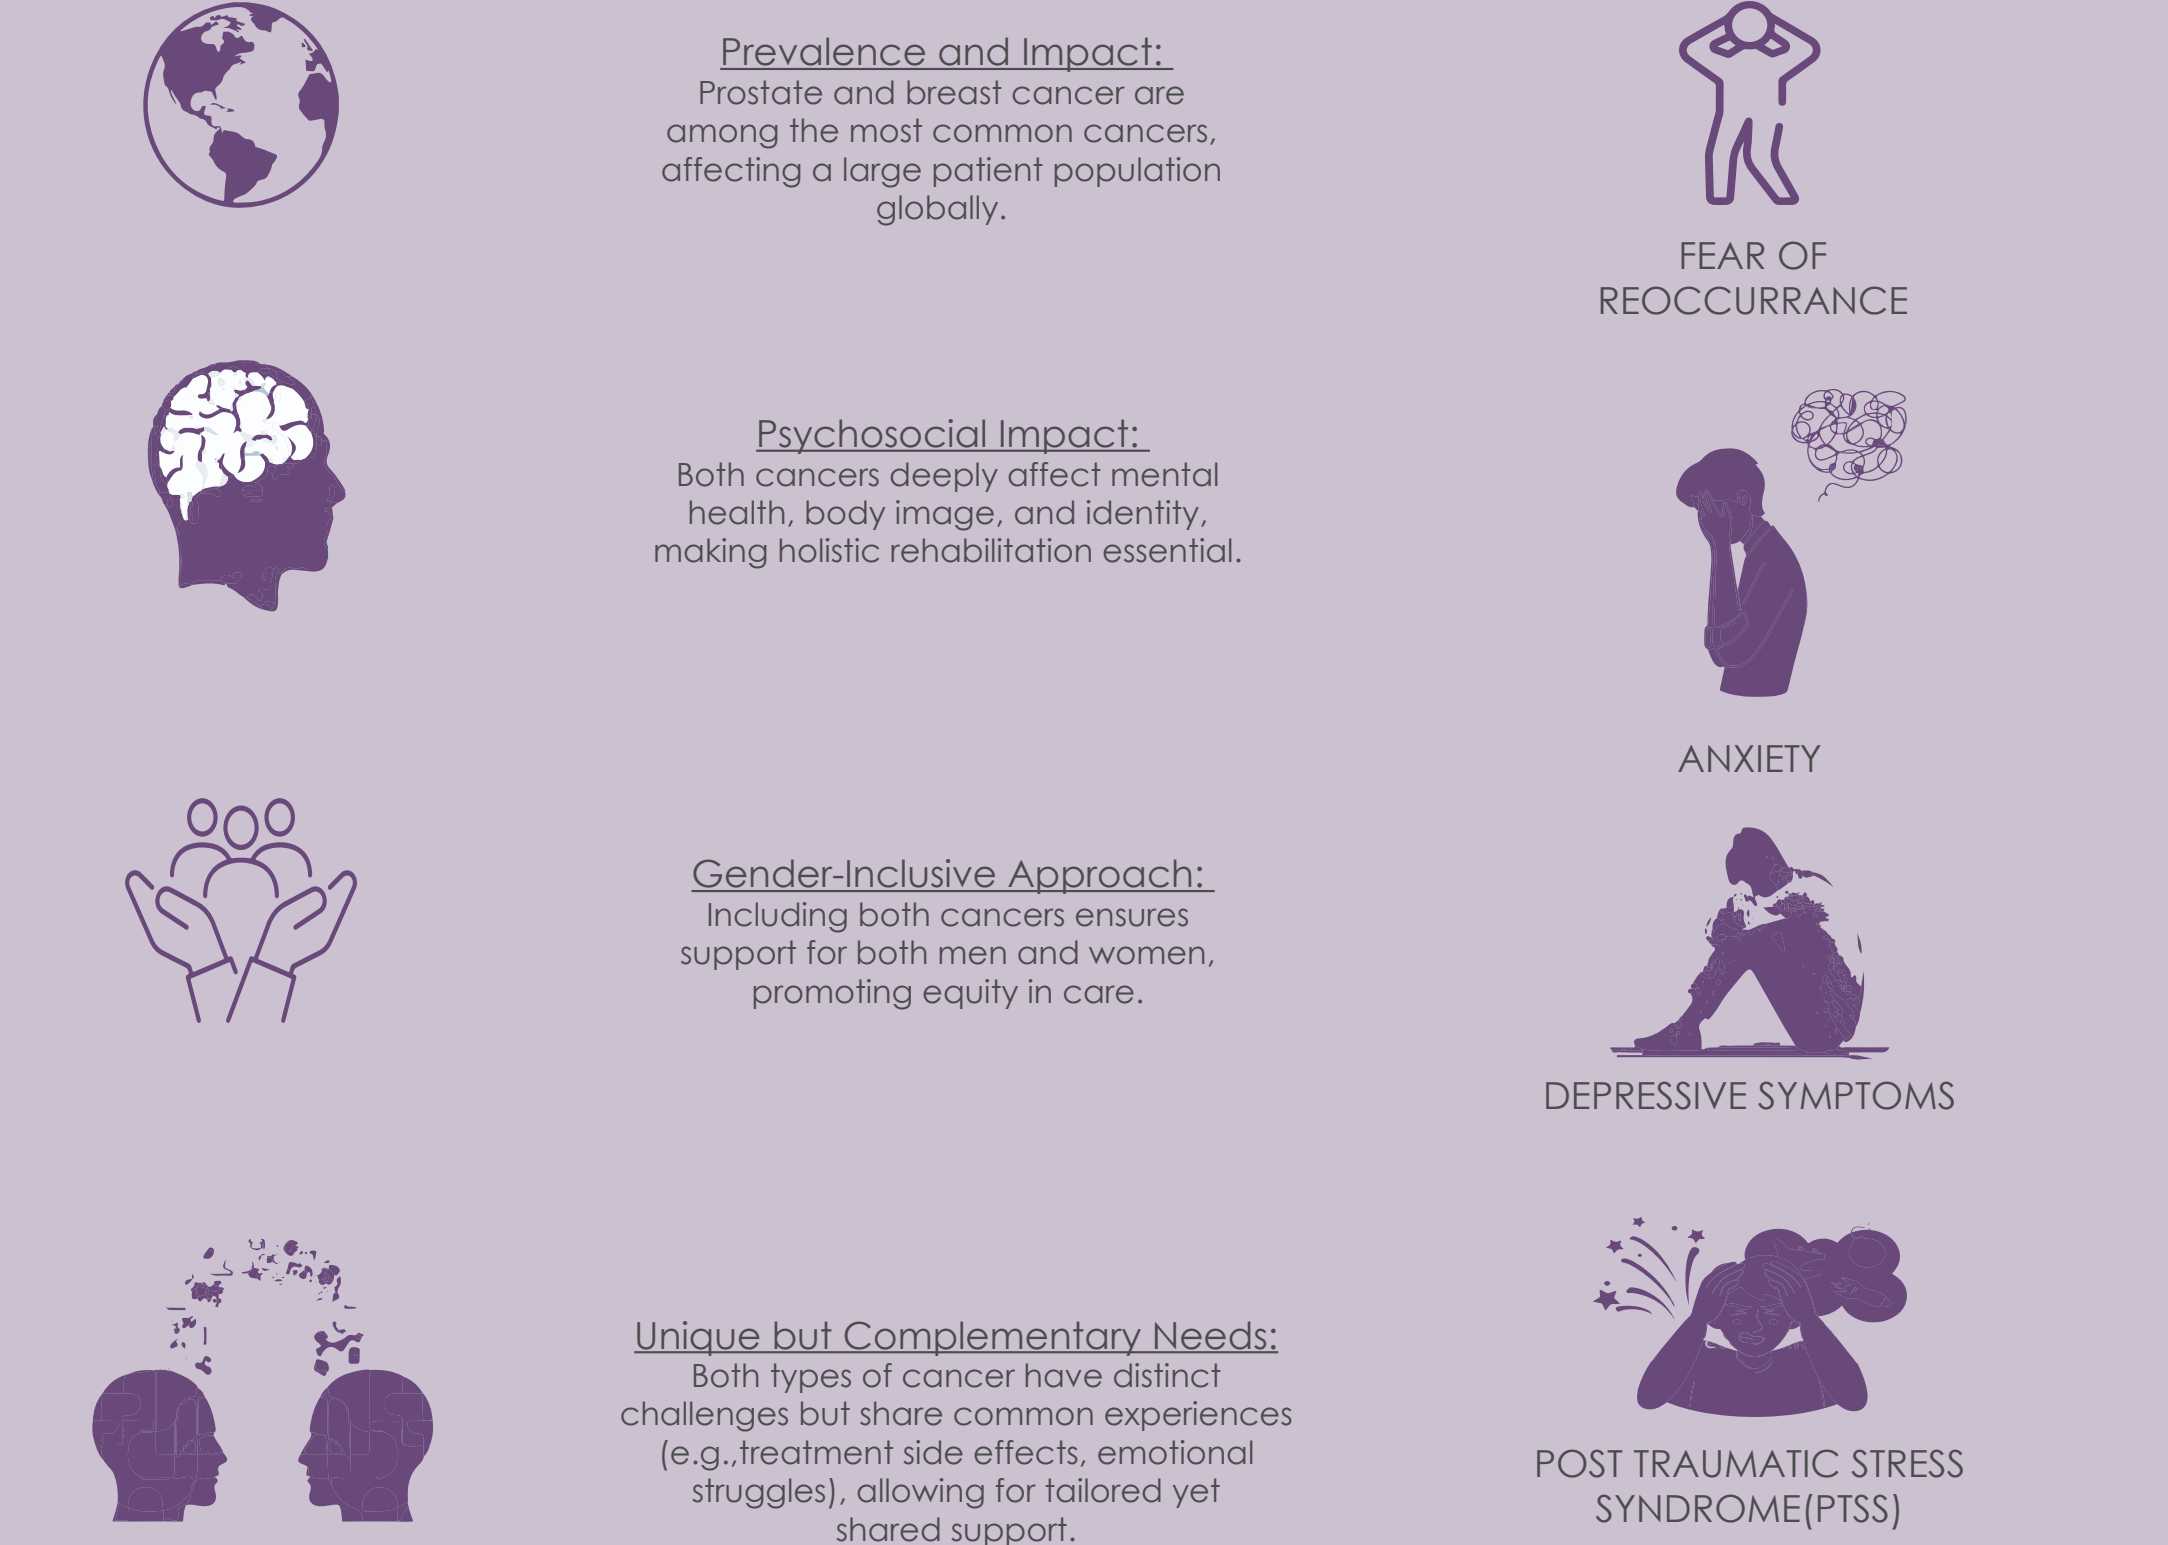 Prevalence and Impact:
Prostate and breast cancer are
among the most common cancers,
affecting a large patient population
globally.
Psychosocial Impact:
Both cancers deeply affect mental
health, body image, and identity,
making holistic rehabilitation essential.
Gender-Inclusive Approach:
Including both cancers ensures
support for both men and women,
promoting equity in care.
Unique but Complementary Needs:
Both types of cancer have distinct
challenges but share common experiences
(e.g.,treatment side effects, emotional
struggles), allowing for tailored yet
shared support.
FEAR OF
REOCCURRANCE
ANXIETY
DEPRESSIVE SYMPTOMS
POST TRAUMATIC STRESS
SYNDROME(PTSS)